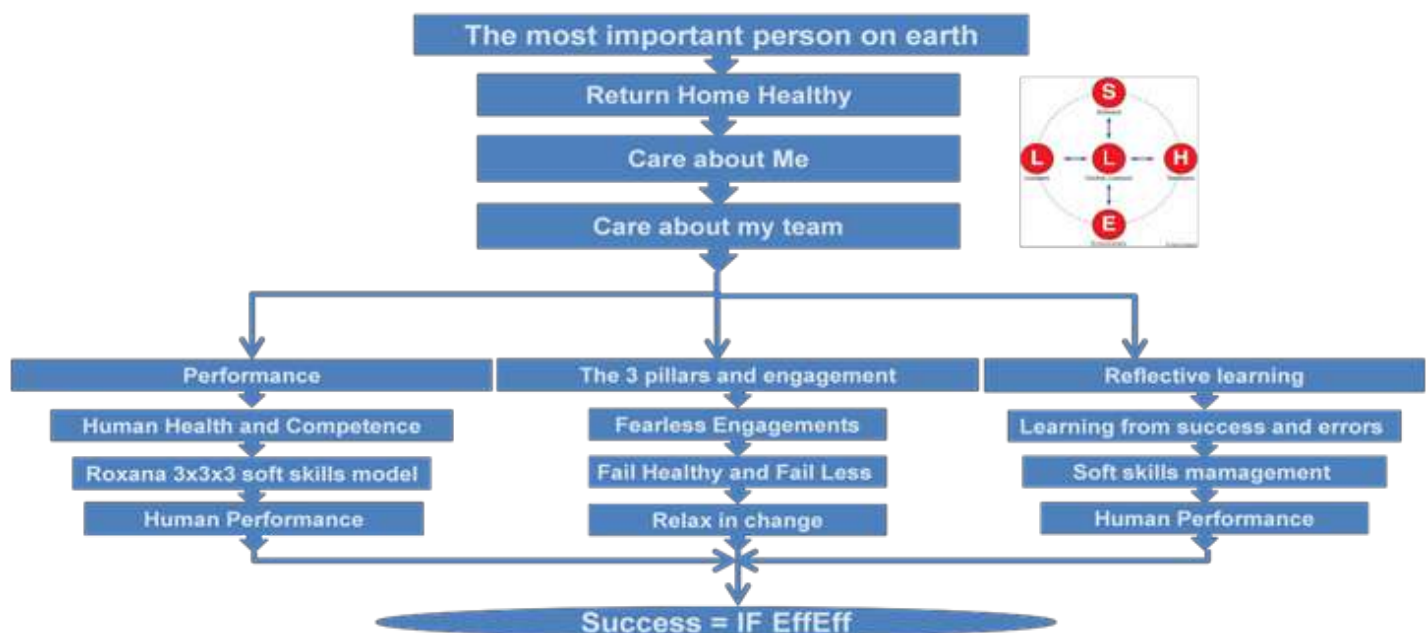 The most important person on earth
Return Home Healthy
Care about Me
Care about my team
S
L
L
H
E
Performance
The 3 pillars and engagement
Reflective learning
Human Health and Competence
Fearless Engagements
Learning from success and errors
Roxana 3x3x3 soft skills model
Fail Healthy and Fail Less
Soft skills mamagement
Human Performance
Relax in change
Human Performance
Success = IF EffEff